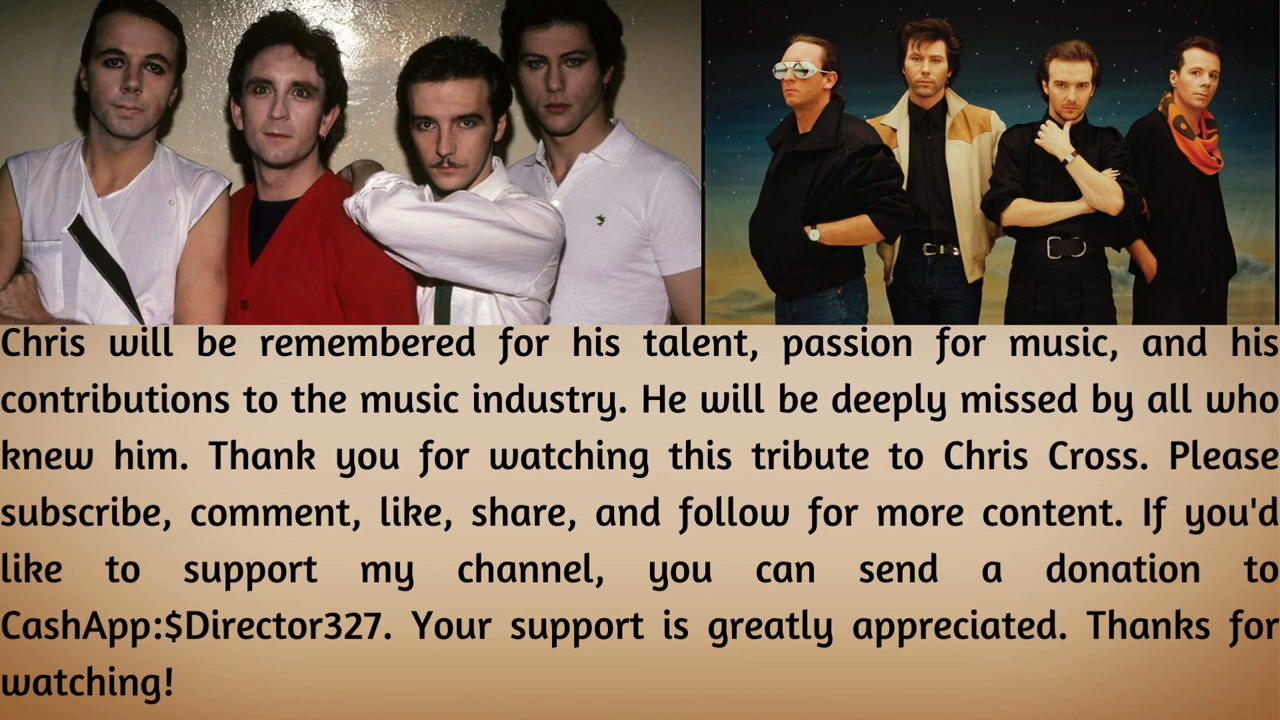 Chris will be remembered for his talent, passion for music, and his
contributions to the music industry. He will be deeply missed by all who
knew him. Thank you for watching this tribute to Chris Cross. Please
subscribe, comment, like, share, and follow for more content. If you'd
like to support my channel, you can send a donation to
CashApp:$Director327. Your support is greatly appreciated. Thanks for
watching!